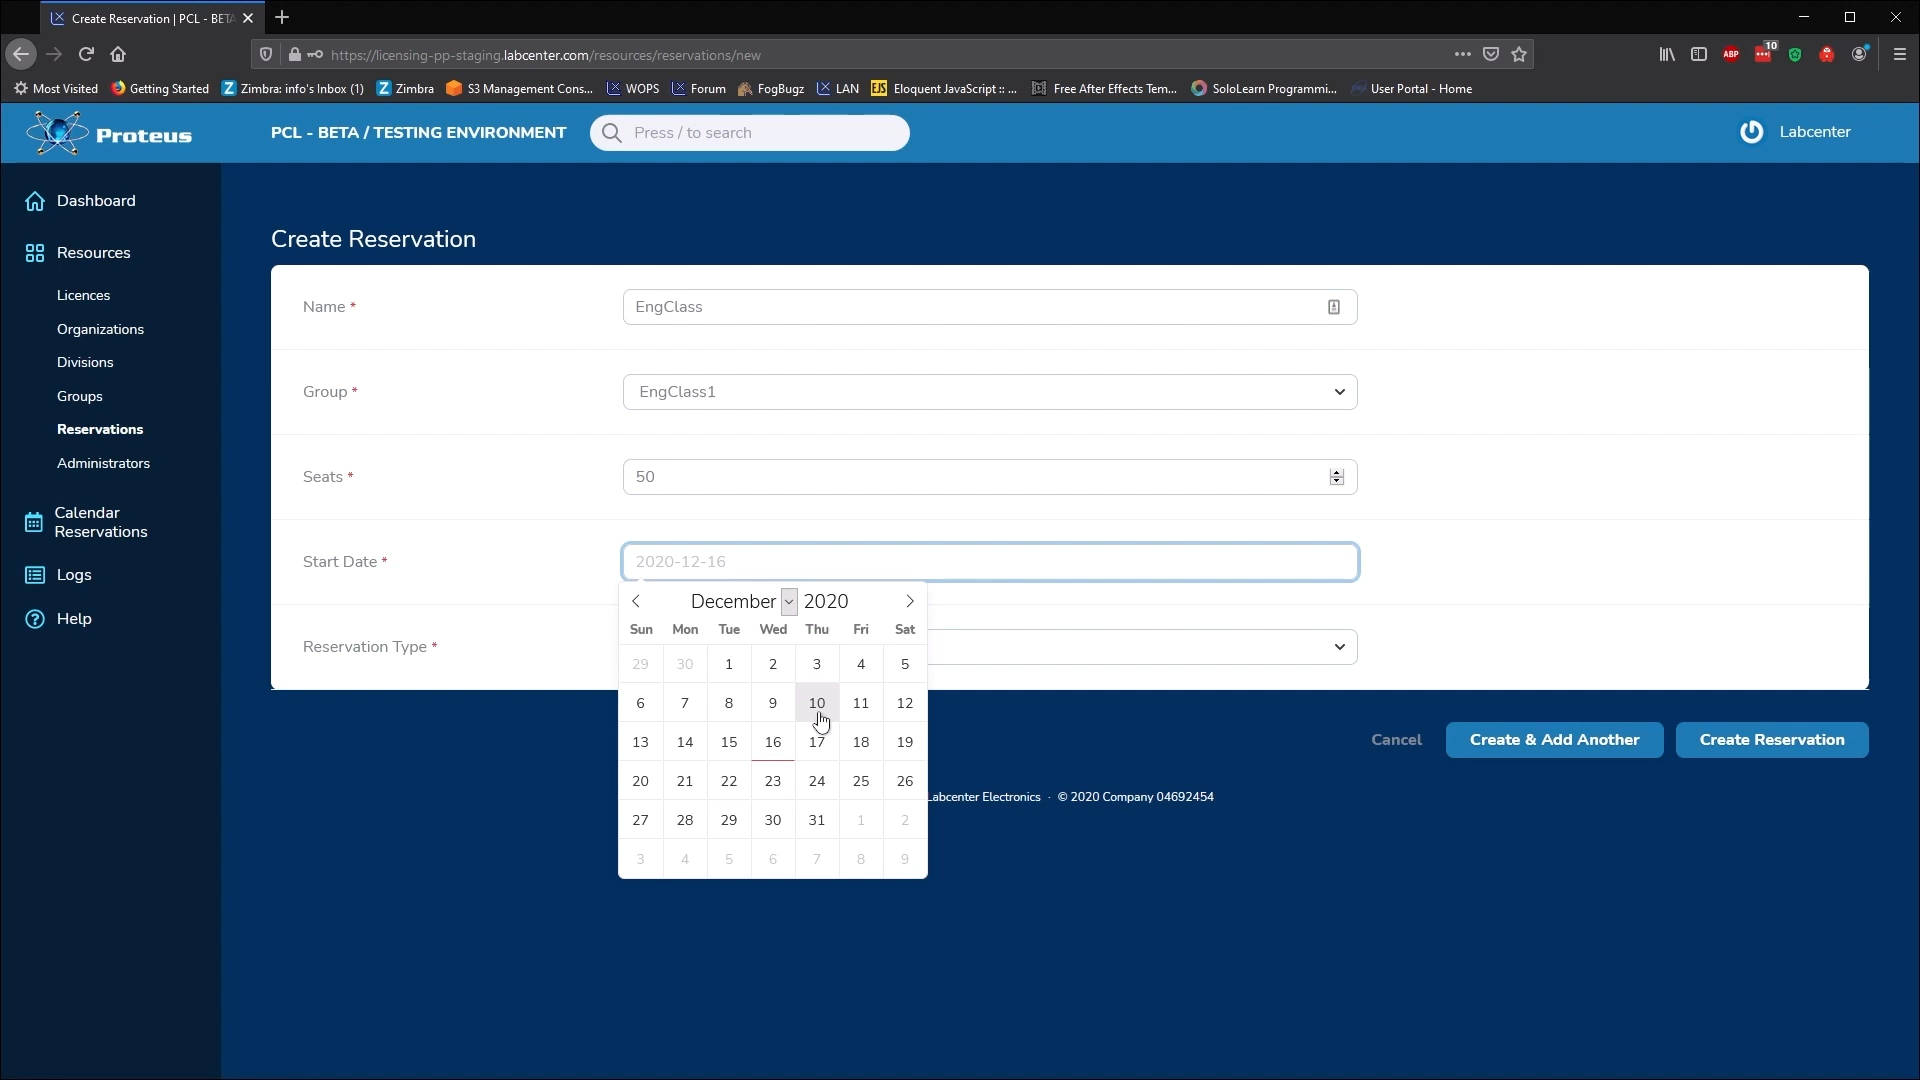 Create Reservation | PCL - BETA
https://licensing-pp-staging.labcenter.com/resources/reservations/new
ABP
10
Most Visited
Getting Started
Zimbra: info's Inbox (1)
Zimbra
S3 Management Cons...
WOPS
Forum
FogBugz
LAN
EJS
Eloquent JavaScript :: ...
Free After Effects Tem...
SoloLearn Programmi...
User Portal - Home
Proteus
PCL - BETA / TESTING ENVIRONMENT
Press / to search
Labcenter
Dashboard
Resources
Licences
Organizations
Divisions
Groups
Reservations
Administrators
Calendar
Reservations
Logs
Help
Create Reservation
Name *
EngClass
Group *
EngClass1
Seats *
50
Start Date *
2020-12-16
Reservation Type *
December 2020
Sun Mon Tue Wed Thu Fri Sat
29 30 1 2 3 4 5
6 7 8 9 10 11 12
13 14 15 16 17 18 19
20 21 22 23 24 25 26
27 28 29 30 31 1 2
3 4 5 6 7 8 9
Cancel
Create & Add Another
Create Reservation
Labcenter Electronics · © 2020 Company 04692454